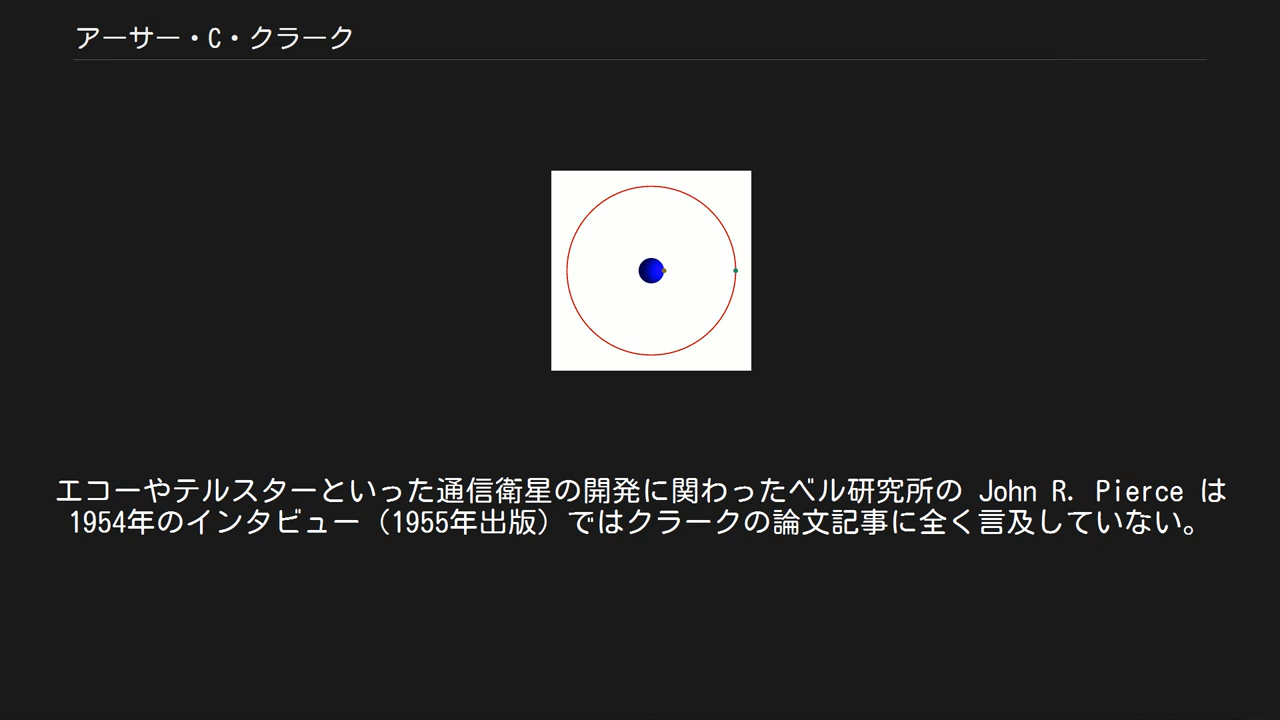 アーサー・C・クラーク
エコーやテルスターといった通信衛星の開発に関わったベル研究所の John R. Pierce は
1954年のインタビュー（1955年出版）ではクラークの論文記事に全く言及していない。